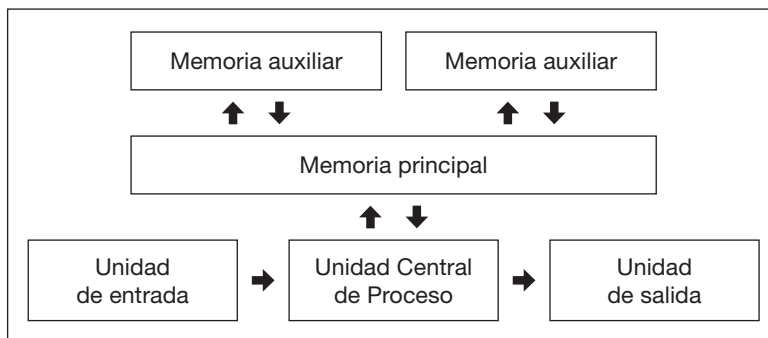 Memoria auxiliar
Memoria auxiliar
Memoria principal
Unidad
de entrada
Unidad Central
de Proceso
Unidad
de salida